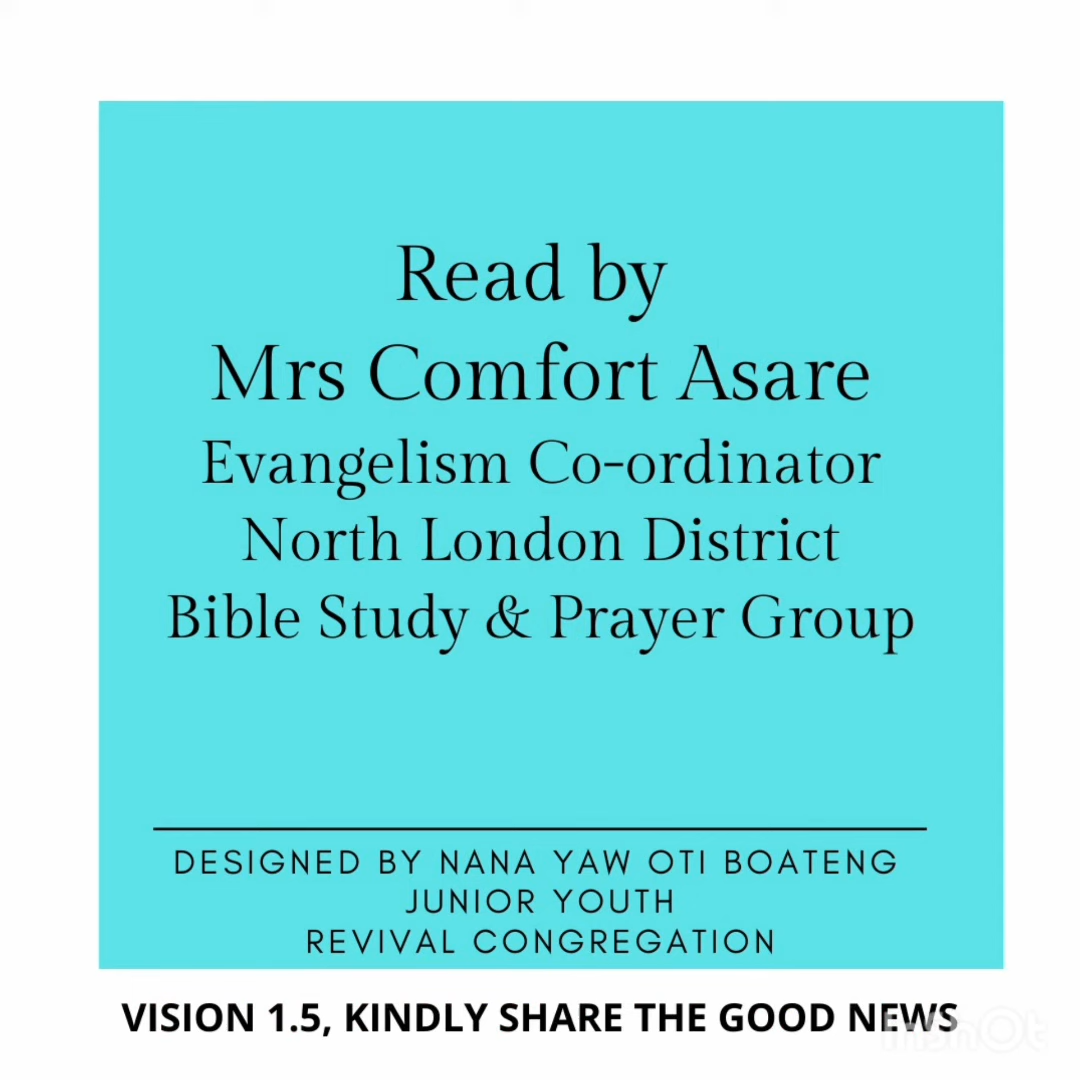 Read by
Mrs Comfort Asare
Evangelism Co-ordinator
North London District
Bible Study & Prayer Group
DESIGNED BY NANA YAW OTI BOATENG
JUNIOR YOUTH
REVIVAL CONGREGATION
VISION 1.5, KINDLY SHARE THE GOOD NEWS
InShOt